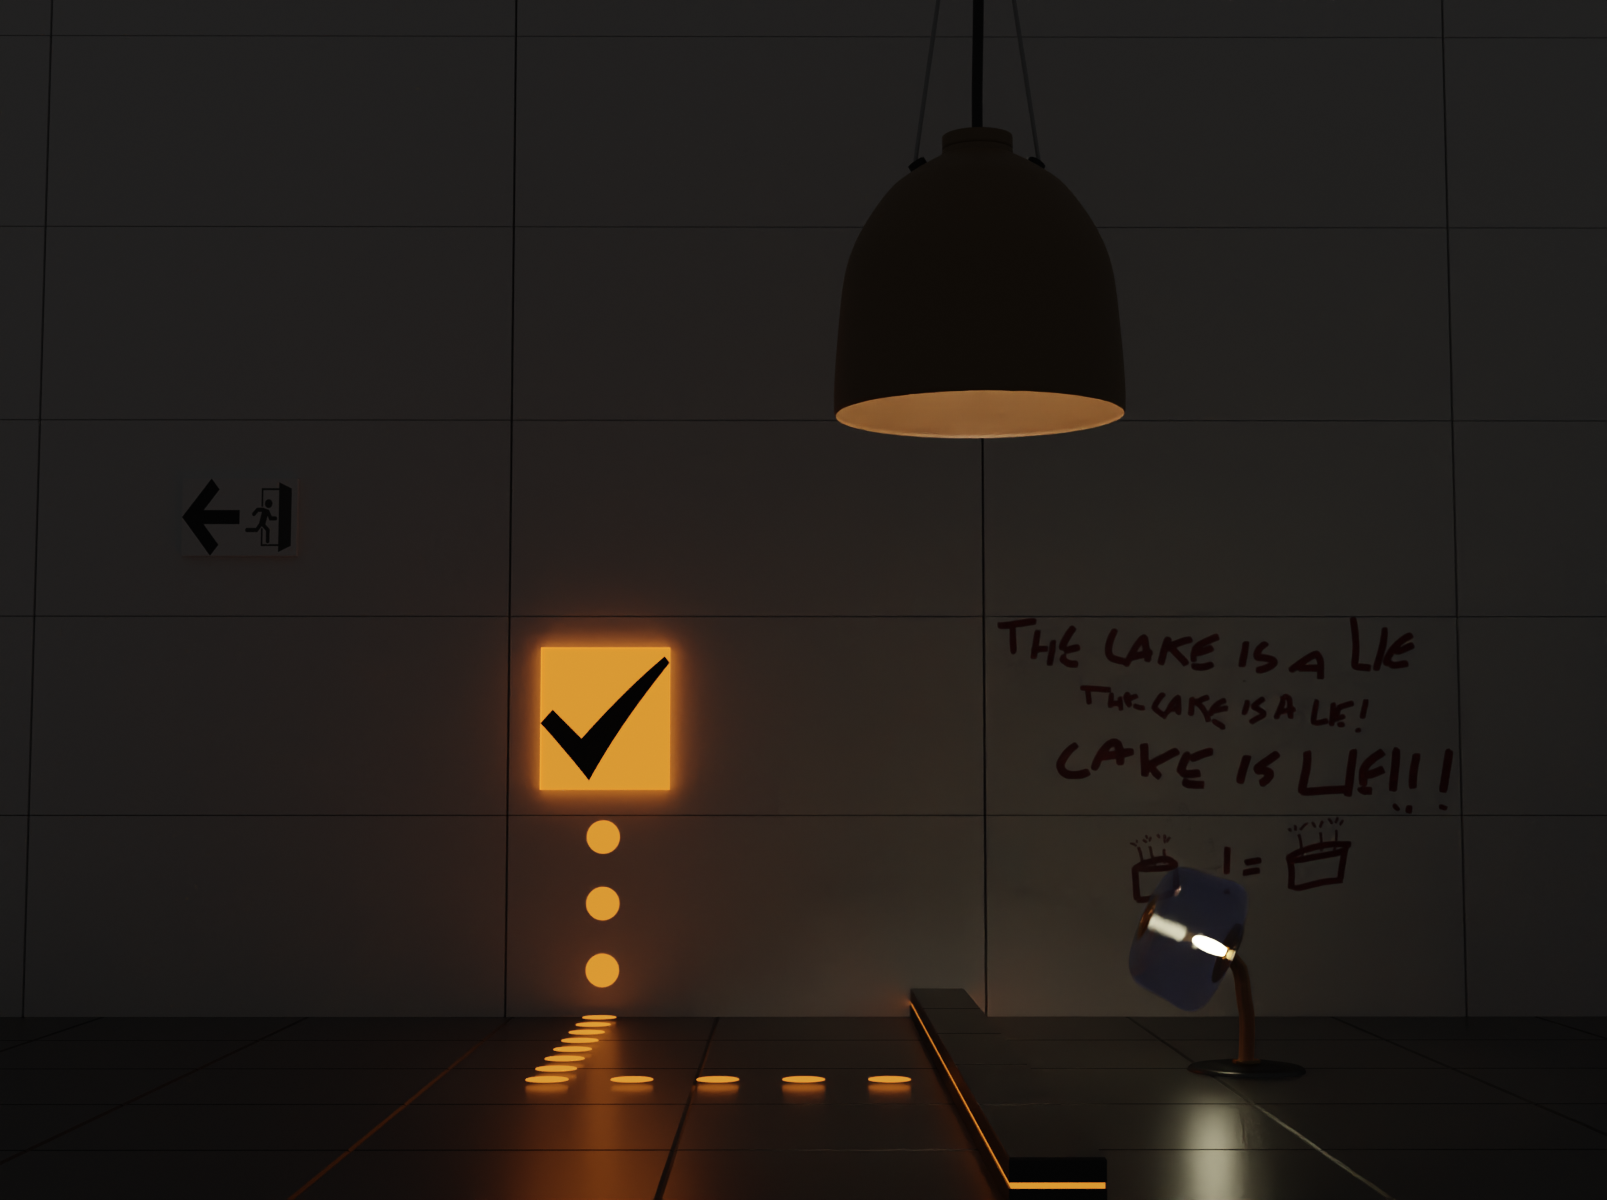 THE CAKE IS A LIE
THE CAKE IS A LIE!
CAKE IS LIE!!!
!=